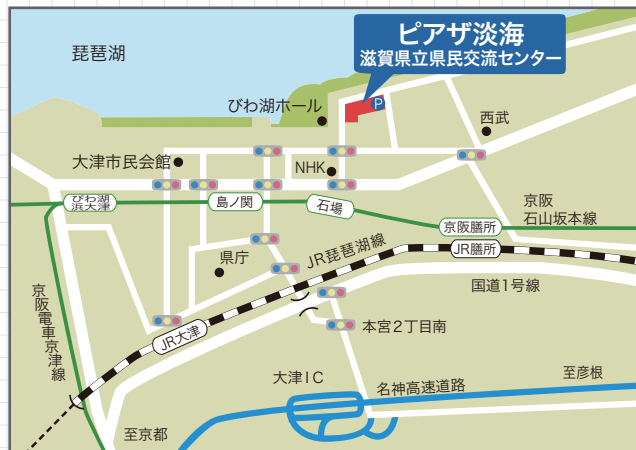 ピアザ淡海
滋賀県立県民交流センター
琵琶湖
P
びわ湖ホール
西武
大津市民会館
NHK
びわ湖
浜大津
島ノ関
石場
京阪
石山坂本線
京阪膳所
JR膳所
県庁
JR琵琶湖線
国道1号線
京阪電車京津線
JR大津
本宮2丁目南
大津IC
名神高速道路
至彦根
至京都